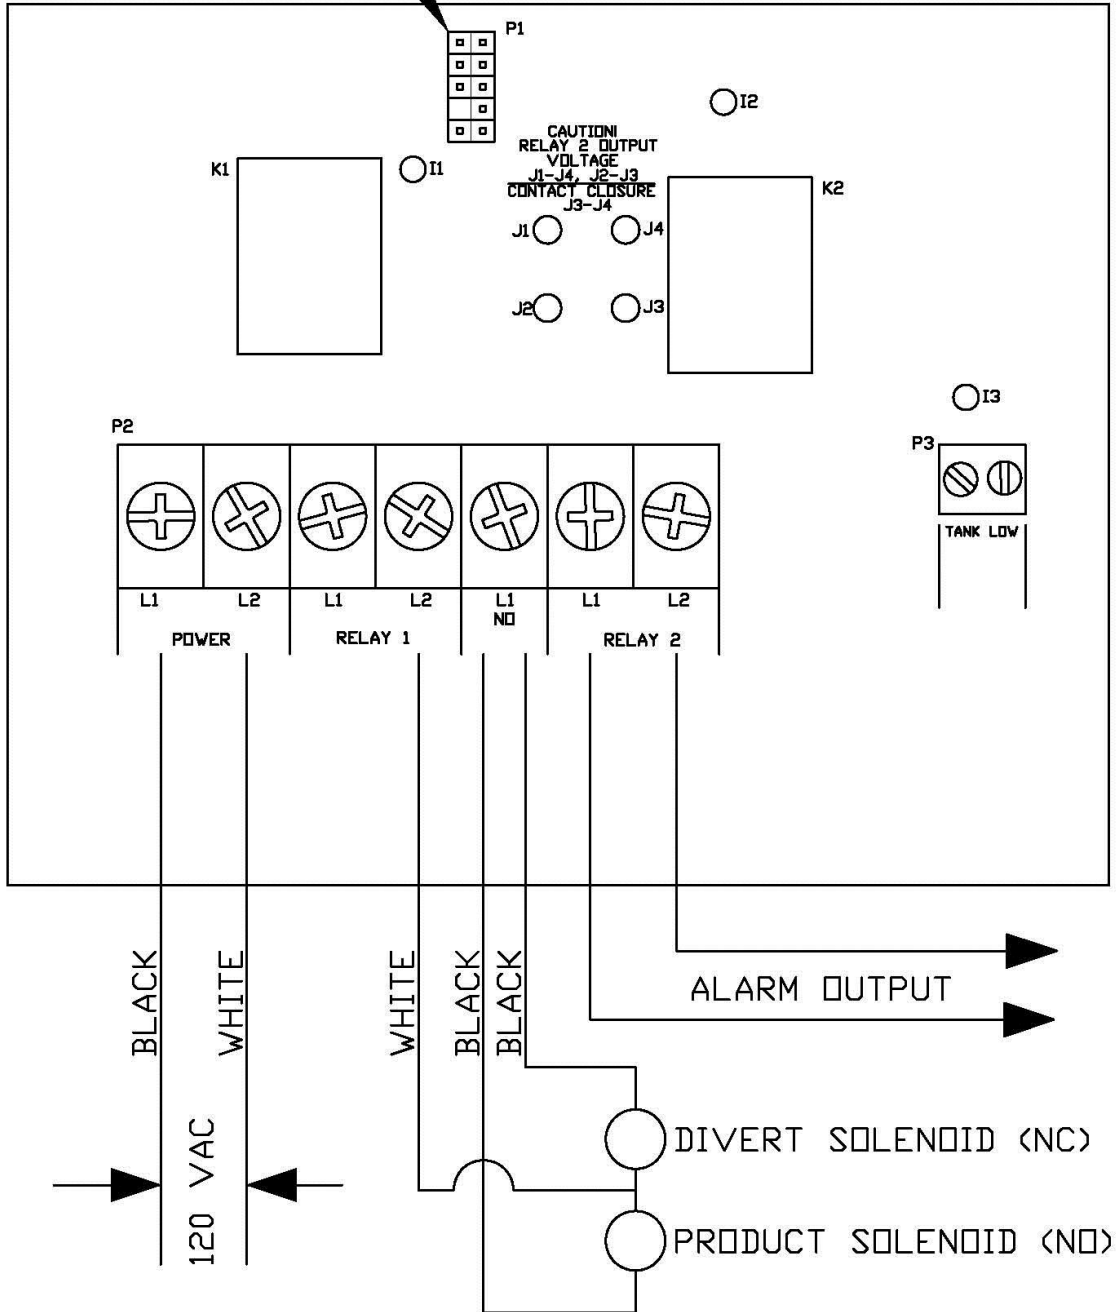 P1
I2
CAUTION!
RELAY 2 OUTPUT
VOLTAGE
J1-J4, J2-J3
CONTACT CLOSURE
J3-J4
K1
I1
K2
J1
J4
J2
J3
I3
P2
P3
TANK LOW
L1 L2 L1 L2 L1 L1 L2
NO
POWER RELAY 1 RELAY 2
BLACK
WHITE
WHITE
BLACK
BLACK
ALARM OUTPUT
120 VAC
DIVERT SOLENOID (NC)
PRODUCT SOLENOID (NO)